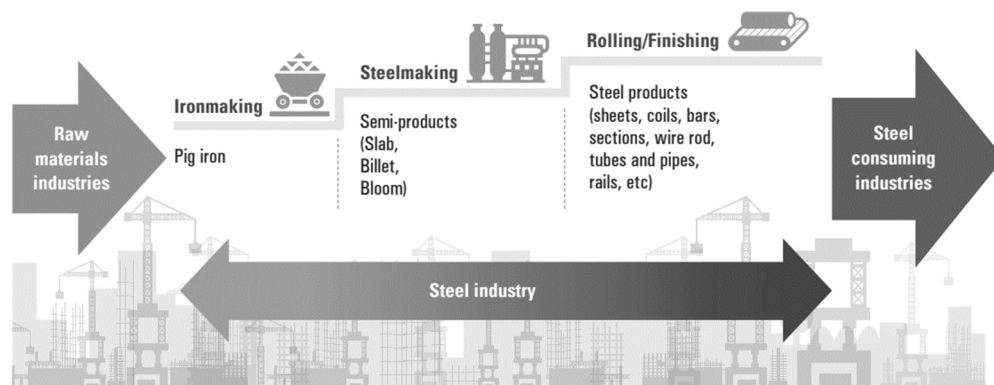 Rolling/Finishing
Steelmaking
Ironmaking
Raw
materials
industries
Pig iron
Semi-products
(Slab,
Billet,
Bloom)
Steel products
(sheets, coils, bars,
sections, wire rod,
tubes and pipes,
rails, etc)
Steel
consuming
industries
Steel industry